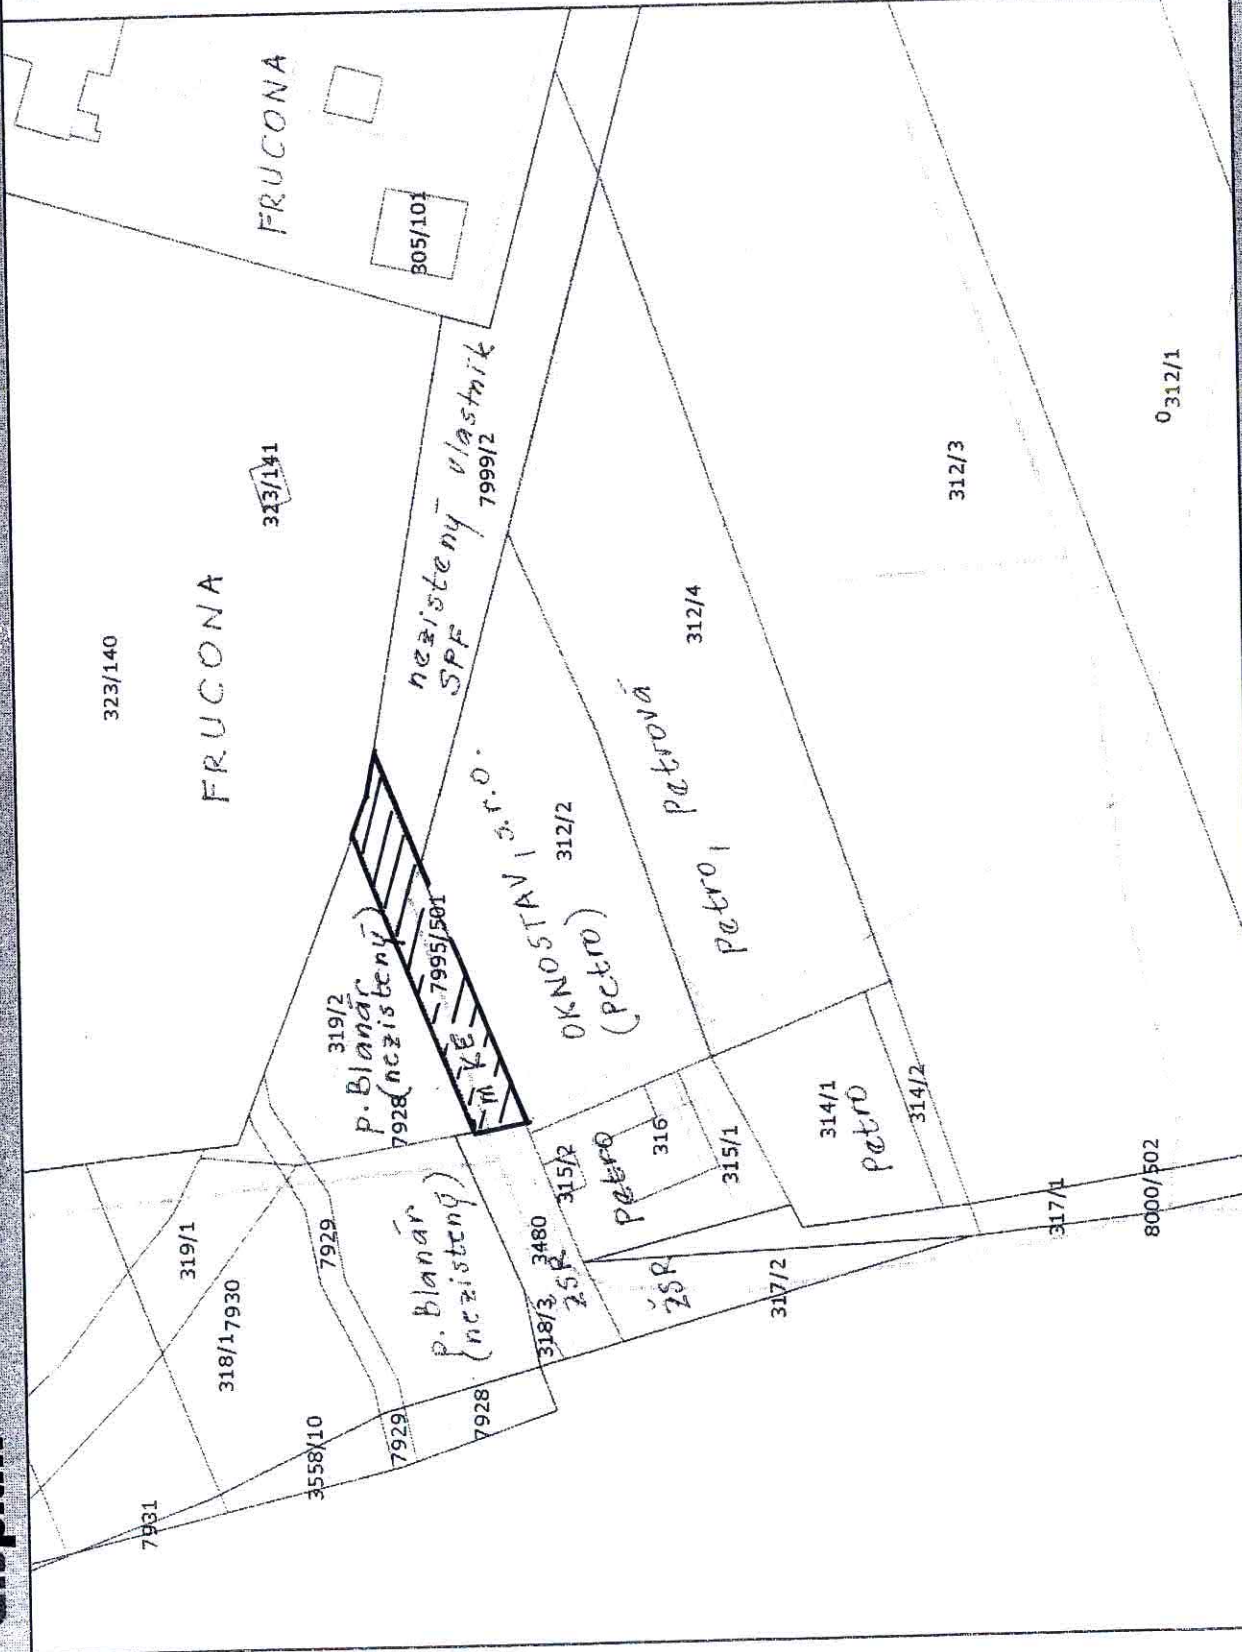 FRUCONA
305/101
323/141
323/140
FRUCONA
nezistený vlastník
SPF
7999/2
312/1
0
312/3
312/4
Petro, Petrová
OKNOSTAV, s.r.o.
312/2
(Petro)
319/2
p. Blanár
7928 (nezistený)
7995/501
m KE
319/1
318/1
7930
7929
p. Blanár
(nezistený)
3480
318/3
ŽSR
315/2
Petro
316
315/1
314/1
Petro
314/2
ŽSR
317/2
317/1
8000/502
7931
3558/10
7929
7928